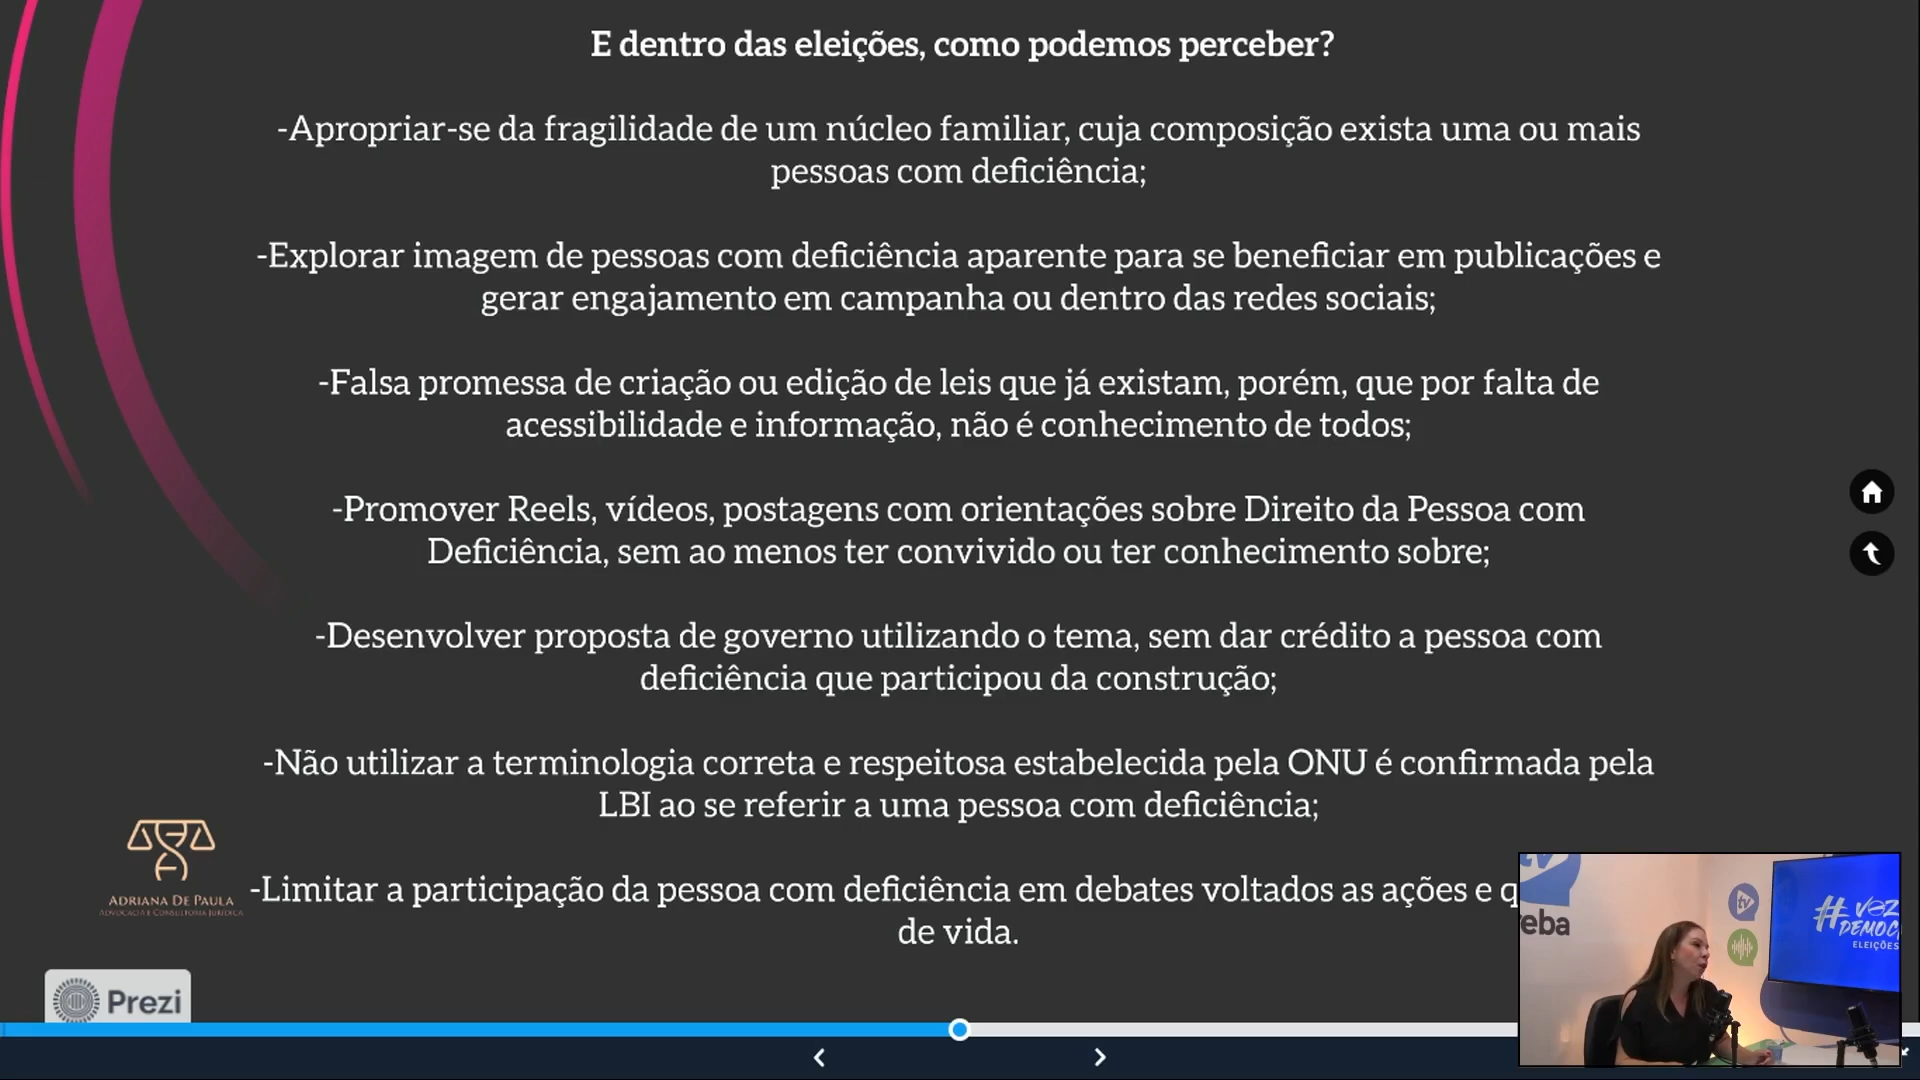 E dentro das eleições, como podemos perceber?
-Apropriar-se da fragilidade de um núcleo familiar, cuja composição exista uma ou mais
pessoas com deficiência;
-Explorar imagem de pessoas com deficiência aparente para se beneficiar em publicações e
gerar engajamento em campanha ou dentro das redes sociais;
-Falsa promessa de criação ou edição de leis que já existam, porém, que por falta de
acessibilidade e informação, não é conhecimento de todos;
-Promover Reels, vídeos, postagens com orientações sobre Direito da Pessoa com
Deficiência, sem ao menos ter convivido ou ter conhecimento sobre;
-Desenvolver proposta de governo utilizando o tema, sem dar crédito a pessoa com
deficiência que participou da construção;
-Não utilizar a terminologia correta e respeitosa estabelecida pela ONU é confirmada pela
LBI ao se referir a uma pessoa com deficiência;
-Limitar a participação da pessoa com deficiência em debates voltados as ações e q
de vida.
ADRIANA DE PAULA
ADVOCACIA E CONSULTORIA JURÍDICA
Prezi
tv
eba
tv
# VOZ
DEMOC
ELEIÇÕES